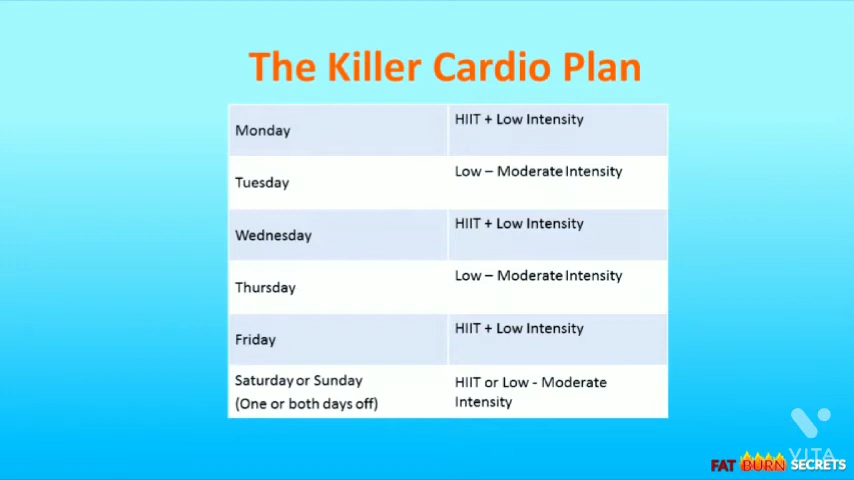 The Killer Cardio Plan
Monday
HIIT + Low Intensity
Tuesday
Low – Moderate Intensity
Wednesday
HIIT + Low Intensity
Thursday
Low – Moderate Intensity
Friday
HIIT + Low Intensity
Saturday or Sunday
(One or both days off)
HIIT or Low - Moderate
Intensity
VITA
FAT BURN SECRETS